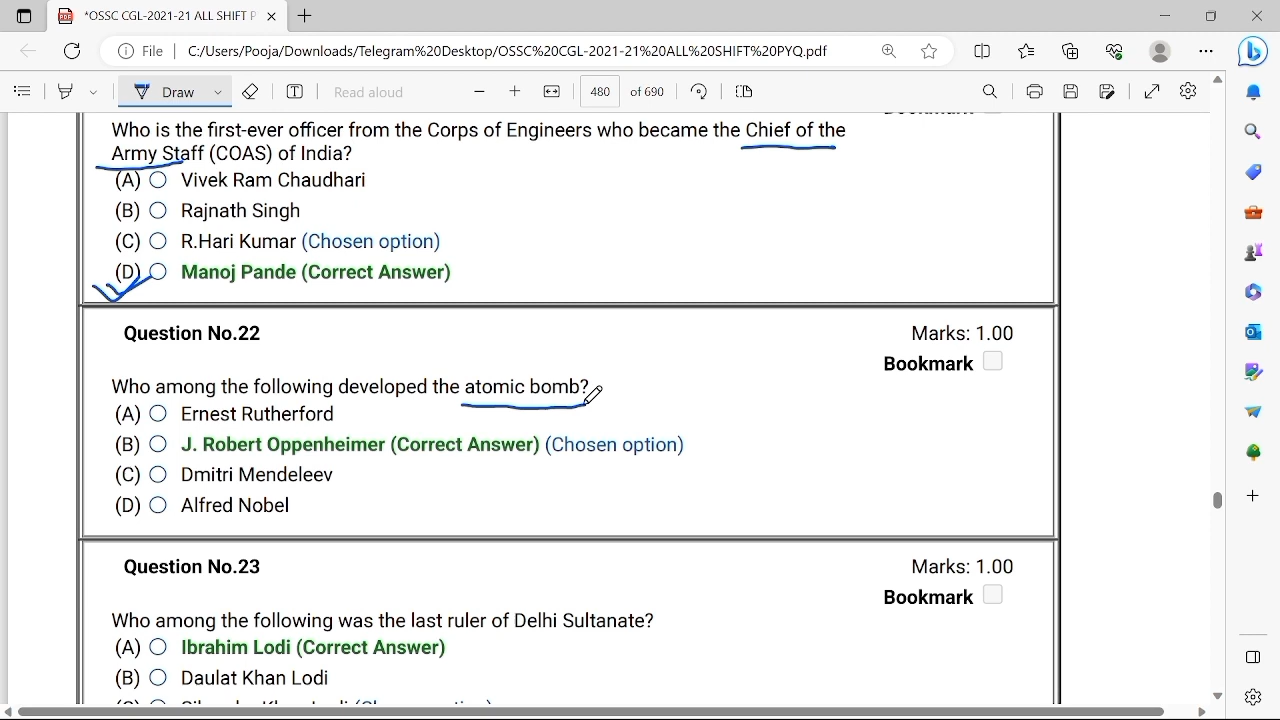 *OSSC CGL-2021-21 ALL SHIFT P
File C:/Users/Pooja/Downloads/Telegram%20Desktop/OSSC%20CGL-2021-21%20ALL%20SHIFT%20PYQ.pdf
Draw Read aloud 480 of 690
Who is the first-ever officer from the Corps of Engineers who became the Chief of the
Army Staff (COAS) of India?
(A) Vivek Ram Chaudhari
(B) Rajnath Singh
(C) R.Hari Kumar (Chosen option)
(D) Manoj Pande (Correct Answer)
Question No.22 Marks: 1.00
Bookmark
Who among the following developed the atomic bomb?
(A) Ernest Rutherford
(B) J. Robert Oppenheimer (Correct Answer) (Chosen option)
(C) Dmitri Mendeleev
(D) Alfred Nobel
Question No.23 Marks: 1.00
Bookmark
Who among the following was the last ruler of Delhi Sultanate?
(A) Ibrahim Lodi (Correct Answer)
(B) Daulat Khan Lodi